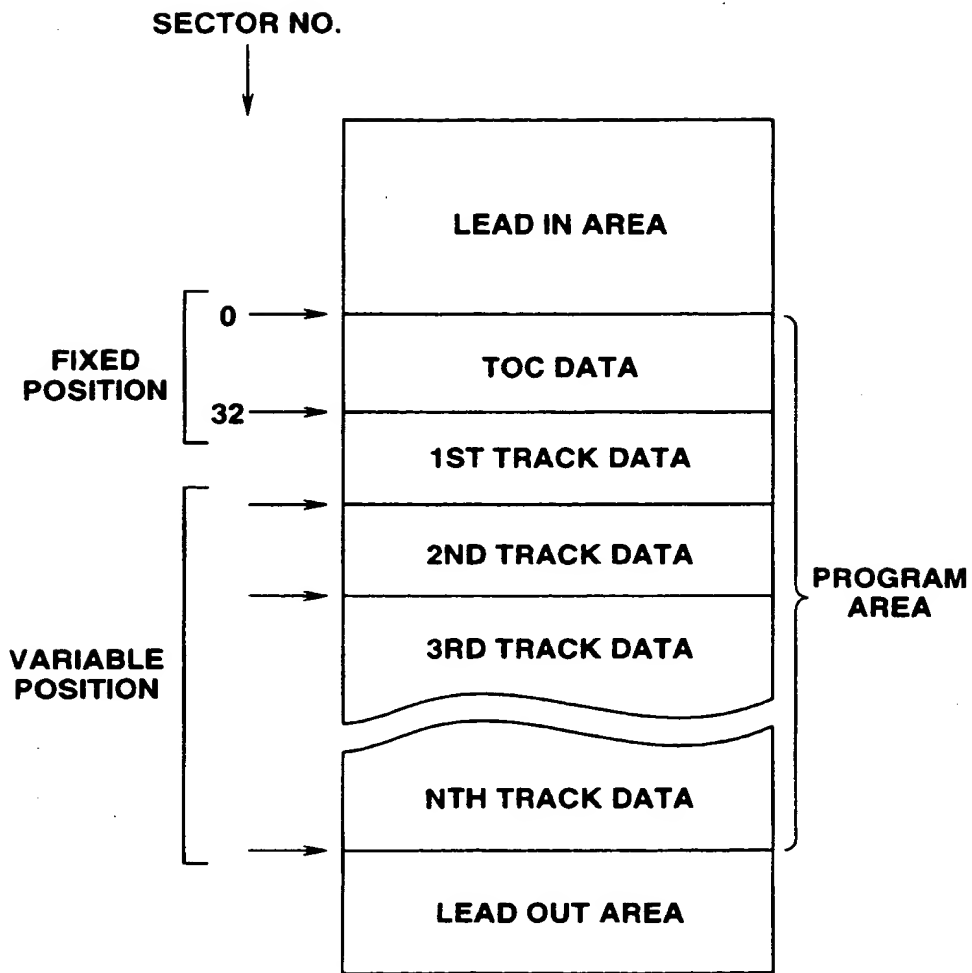 SECTOR NO.
LEAD IN AREA
0
FIXED
POSITION
TOC DATA
32
1ST TRACK DATA
2ND TRACK DATA
PROGRAM
AREA
3RD TRACK DATA
VARIABLE
POSITION
NTH TRACK DATA
LEAD OUT AREA